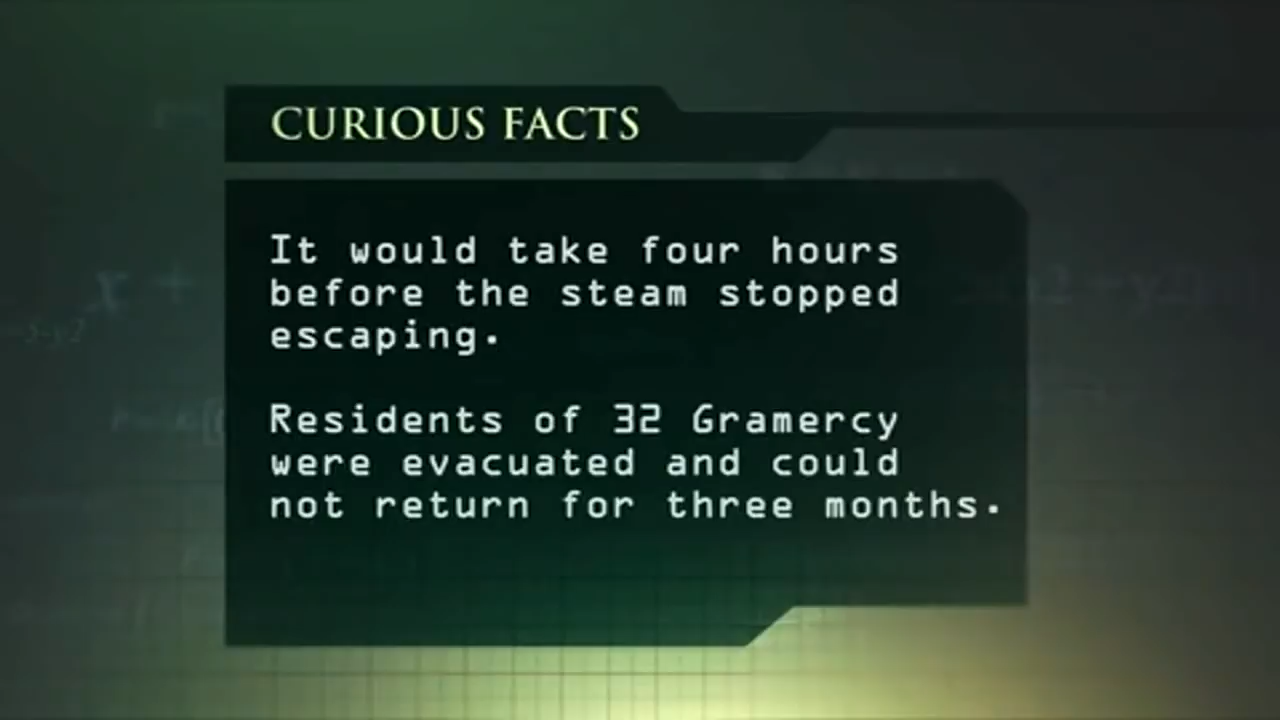 CURIOUS FACTS
It would take four hours
before the steam stopped
escaping.
Residents of 32 Gramercy
were evacuated and could
not return for three months.